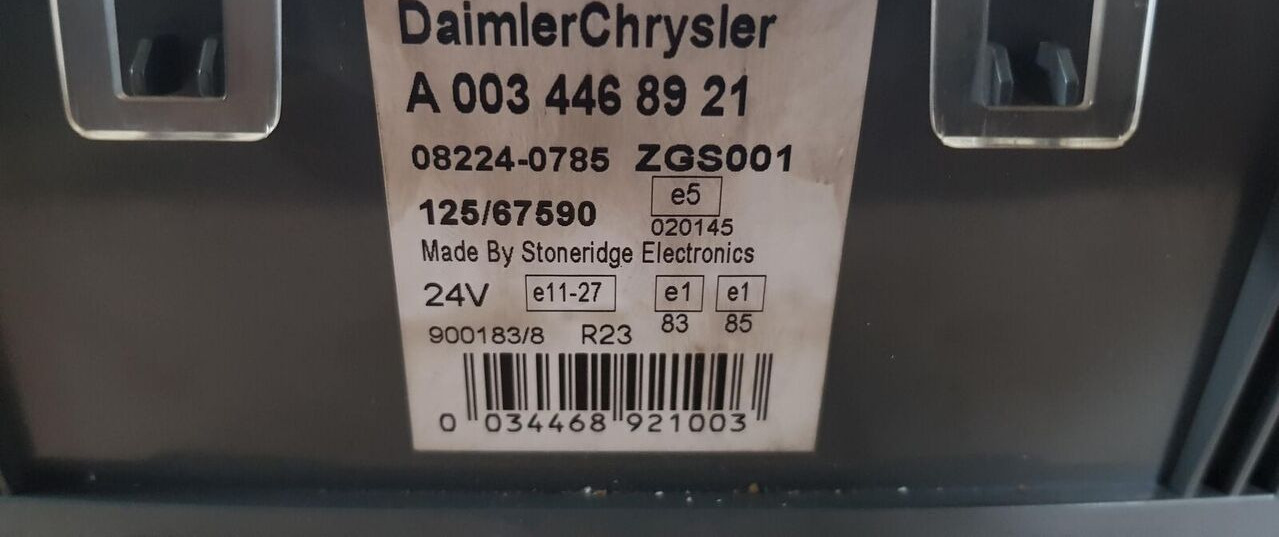 DaimlerChrysler
A 003 446 89 21
08224-0785 ZGS001
125/67590 e5
020145
Made By Stoneridge Electronics
24V e11-27 e1 e1
900183/8 R23 83 85
0 034468 921003